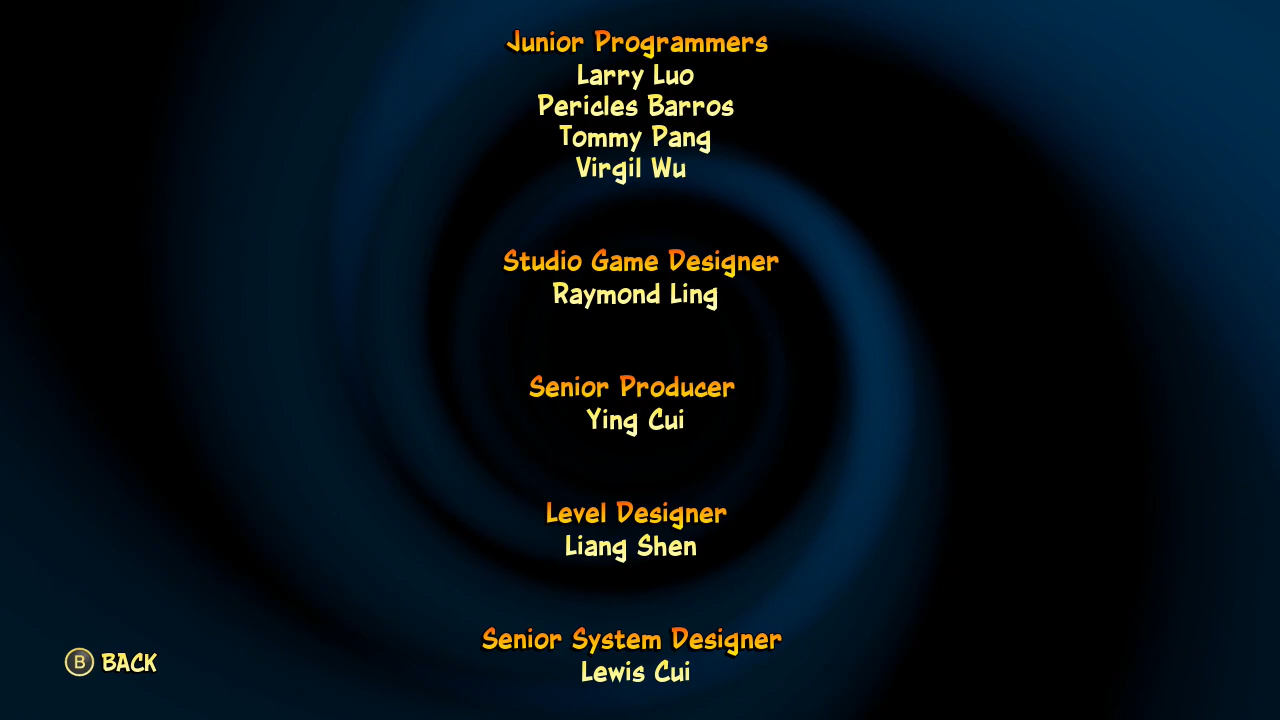 Junior Programmers
Larry Luo
Pericles Barros
Tommy Pang
Virgil Wu
Studio Game Designer
Raymond Ling
Senior Producer
Ying Cui
Level Designer
Liang Shen
Senior System Designer
Lewis Cui
B BACK